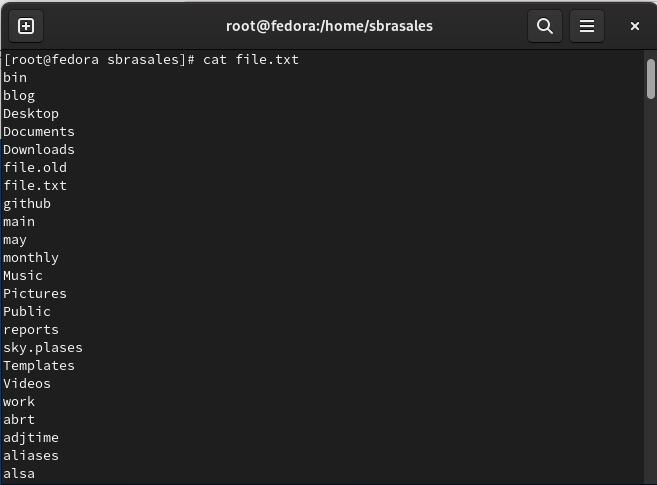 root@fedora:/home/sbrasales
[root@fedora sbrasales]# cat file.txt
bin
blog
Desktop
Documents
Downloads
file.old
file.txt
github
main
may
monthly
Music
Pictures
Public
reports
sky.plases
Templates
Videos
work
abrt
adjtime
aliases
alsa